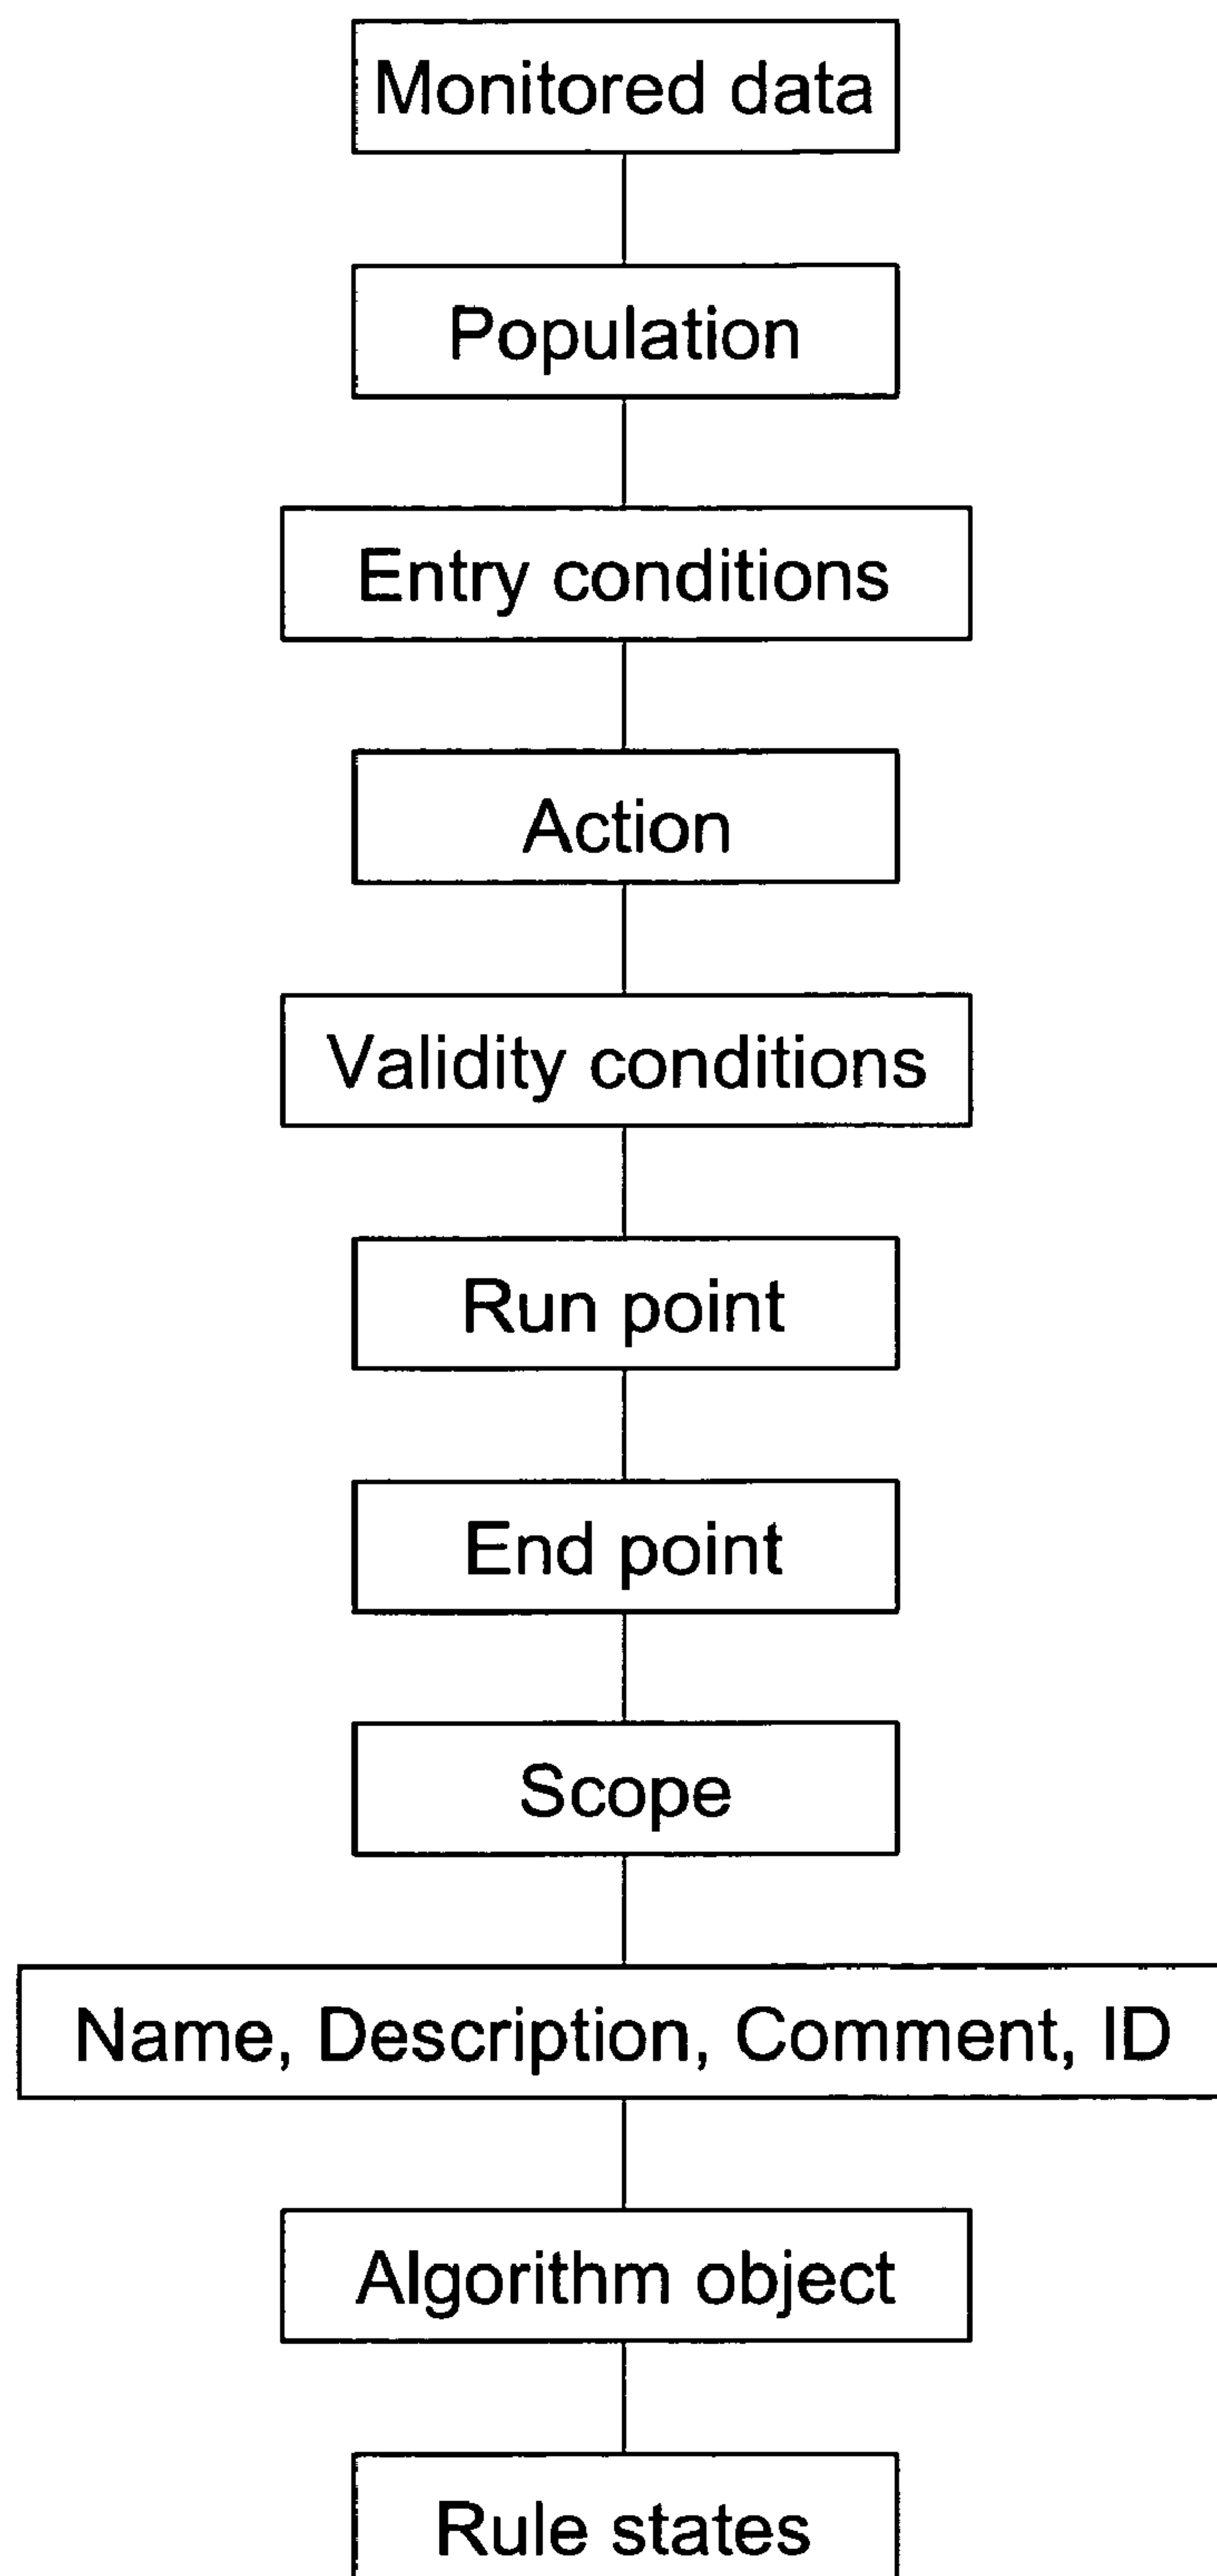 Monitored data
Population
Entry conditions
Action
Validity conditions
Run point
End point
Scope
Name, Description, Comment, ID
Algorithm object
Rule states